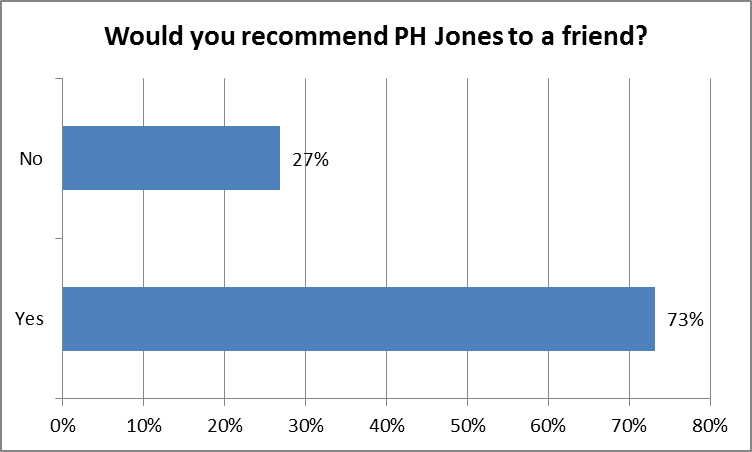 Would you recommend PH Jones to a friend?
No
27%
Yes
73%
0% 10% 20% 30% 40% 50% 60% 70% 80%